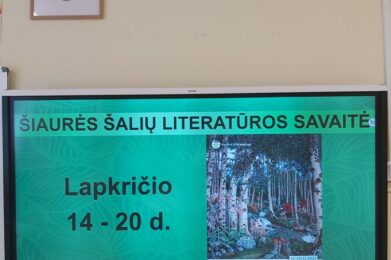 ŠIAURĖS ŠALIŲ LITERATŪROS SAVAITĖ
Lapkričio
14 - 20 d.